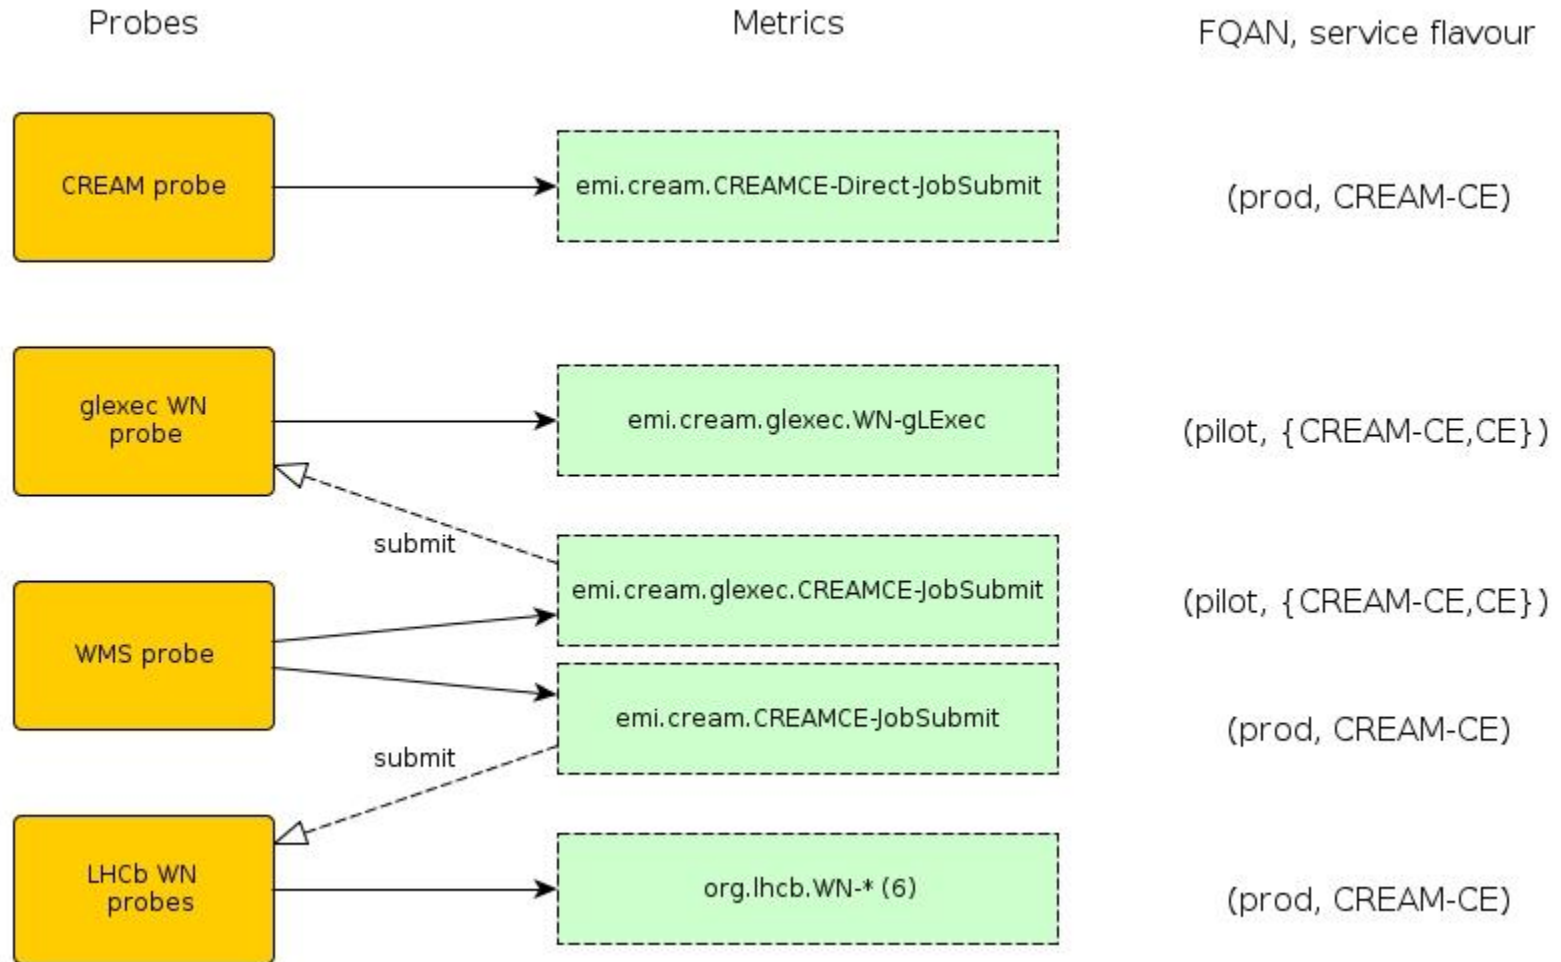 Probes
Metrics
FQAN, service flavour
CREAM probe
emi.cream.CREAMCE-Direct-JobSubmit
(prod, CREAM-CE)
glexec WN
probe
emi.cream.glexec.WN-gLExec
(pilot, {CREAM-CE,CE})
submit
emi.cream.glexec.CREAMCE-JobSubmit
(pilot, {CREAM-CE,CE})
WMS probe
emi.cream.CREAMCE-JobSubmit
(prod, CREAM-CE)
submit
LHCb WN
probes
org.lhcb.WN-* (6)
(prod, CREAM-CE)